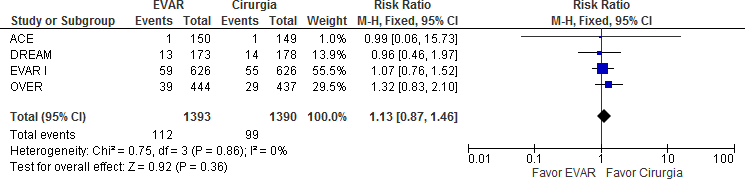 EVAR Cirurgia Risk Ratio Risk Ratio
Study or Subgroup Events Total Events Total Weight M-H, Fixed, 95% CI M-H, Fixed, 95% CI
ACE 1 150 1 149 1.0% 0.99 [0.06, 15.73]
DREAM 13 173 14 178 14.0% 0.96 [0.46, 1.97]
EVAR I 59 626 55 626 55.5% 1.07 [0.76, 1.52]
OVER 39 444 29 437 29.5% 1.32 [0.83, 2.10]
Total (95% CI) 1393 1390 100.0% 1.13 [0.87, 1.46]
Total events 112 99
Heterogeneity: Chi² = 0.75, df = 3 (P = 0.86); I² = 0%
Test for overall effect: Z = 0.92 (P = 0.36)
0.01 0.1 1 10 100
Favor EVAR Favor Cirurgia